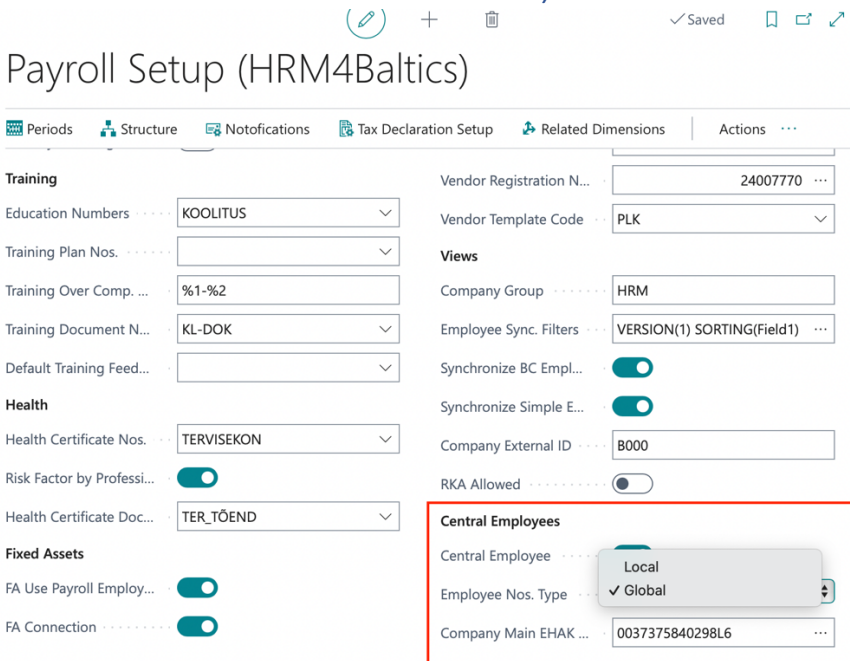 Saved
Payroll Setup (HRM4Baltics)
Periods Structure Notofications Tax Declaration Setup Related Dimensions Actions ...
Training
Education Numbers KOOLITUS
Training Plan Nos.
Training Over Comp. ... %1-%2
Training Document N... KL-DOK
Default Training Feed...
Health
Health Certificate Nos. TERVISEKON
Risk Factor by Professi...
Health Certificate Doc... TER_TÕEND
Fixed Assets
FA Use Payroll Employ...
FA Connection
Vendor Registration N... 24007770 ...
Vendor Template Code PLK
Views
Company Group HRM
Employee Sync. Filters VERSION(1) SORTING(Field1) ...
Synchronize BC Empl...
Synchronize Simple E...
Company External ID B000
RKA Allowed
Central Employees
Central Employee
Local
Employee Nos. Type ✓ Global
Company Main EHAK ... 0037375840298L6 ...